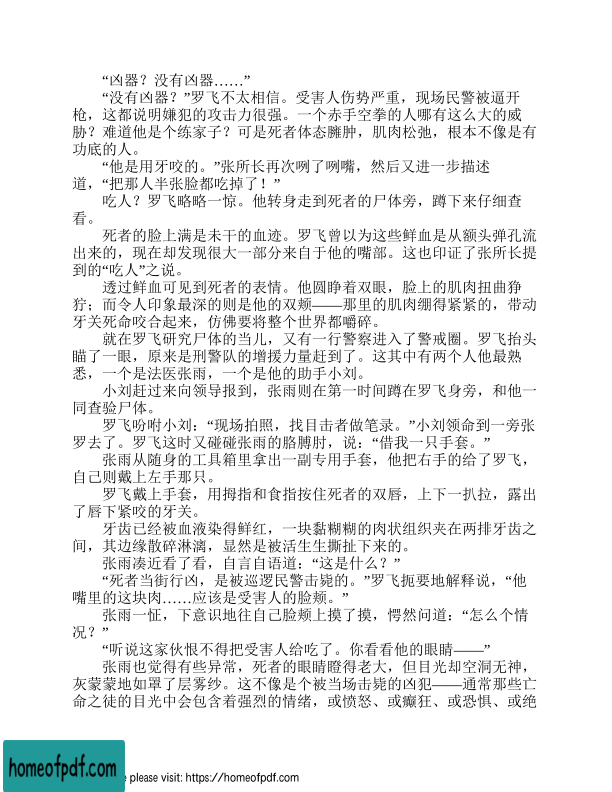 “凶器？没有凶器……”
“没有凶器？”罗飞不太相信。受害人伤势严重，现场民警被逼开
枪，这都说明嫌犯的攻击力很强。一个赤手空拳的人哪有这么大的威
胁？难道他是个练家子？可是死者体态臃肿，肌肉松弛，根本不像是有
功底的人。
“他是用牙咬的。”张所长再次咧了咧嘴，然后又进一步描述
道，“把那人半张脸都吃掉了！”
吃人？罗飞略略一惊。他转身走到死者的尸体旁，蹲下来仔细查
看。
死者的脸上满是未干的血迹。罗飞曾以为这些鲜血是从额头弹孔流
出来的，现在却发现很大一部分来自于他的嘴部。这也印证了张所长提
到的“吃人”之说。
透过鲜血可见到死者的表情。他圆睁着双眼，脸上的肌肉扭曲狰
狞；而令人印象最深的则是他的双颊——那里的肌肉绷得紧紧的，带动
牙关死命咬合起来，仿佛要将整个世界都嚼碎。
就在罗飞研究尸体的当儿，又有一行警察进入了警戒圈。罗飞抬头
瞄了一眼，原来是刑警队的增援力量赶到了。这其中有两个人他最熟
悉，一个是法医张雨，一个是他的助手小刘。
小刘赶过来向领导报到，张雨则在第一时间蹲在罗飞身旁，和他一
同查验尸体。
罗飞吩咐小刘：“现场拍照，找目击者做笔录。”小刘领命到一旁张
罗去了。罗飞这时又碰碰张雨的胳膊肘，说：“借我一只手套。”
张雨从随身的工具箱里拿出一副专用手套，他把右手的给了罗飞，
自己则戴上左手那只。
罗飞戴上手套，用拇指和食指按住死者的双唇，上下一扒拉，露出
了唇下紧咬的牙关。
牙齿已经被血液染得鲜红，一块黏糊糊的肉状组织夹在两排牙齿之
间，其边缘散碎淋漓，显然是被活生生撕扯下来的。
张雨凑近看了看，自言自语道：“这是什么？”
“死者当街行凶，是被巡逻民警击毙的。”罗飞扼要地解释说，“他
嘴里的这块肉……应该是受害人的脸颊。”
张雨一怔，下意识地往自己脸颊上摸了摸，愕然问道：“怎么个情
况？”
“听说这家伙恨不得把受害人给吃了。你看看他的眼睛——”
张雨也觉得有些异常，死者的眼睛瞪得老大，但目光却空洞无神，
灰蒙蒙地如罩了层雾纱。这不像是个被当场击毙的凶犯——通常那些亡
命之徒的目光中会包含着强烈的情绪，或愤怒、或癫狂、或恐惧、或绝
homeofpdf.com
e please visit: https://homeofpdf.com